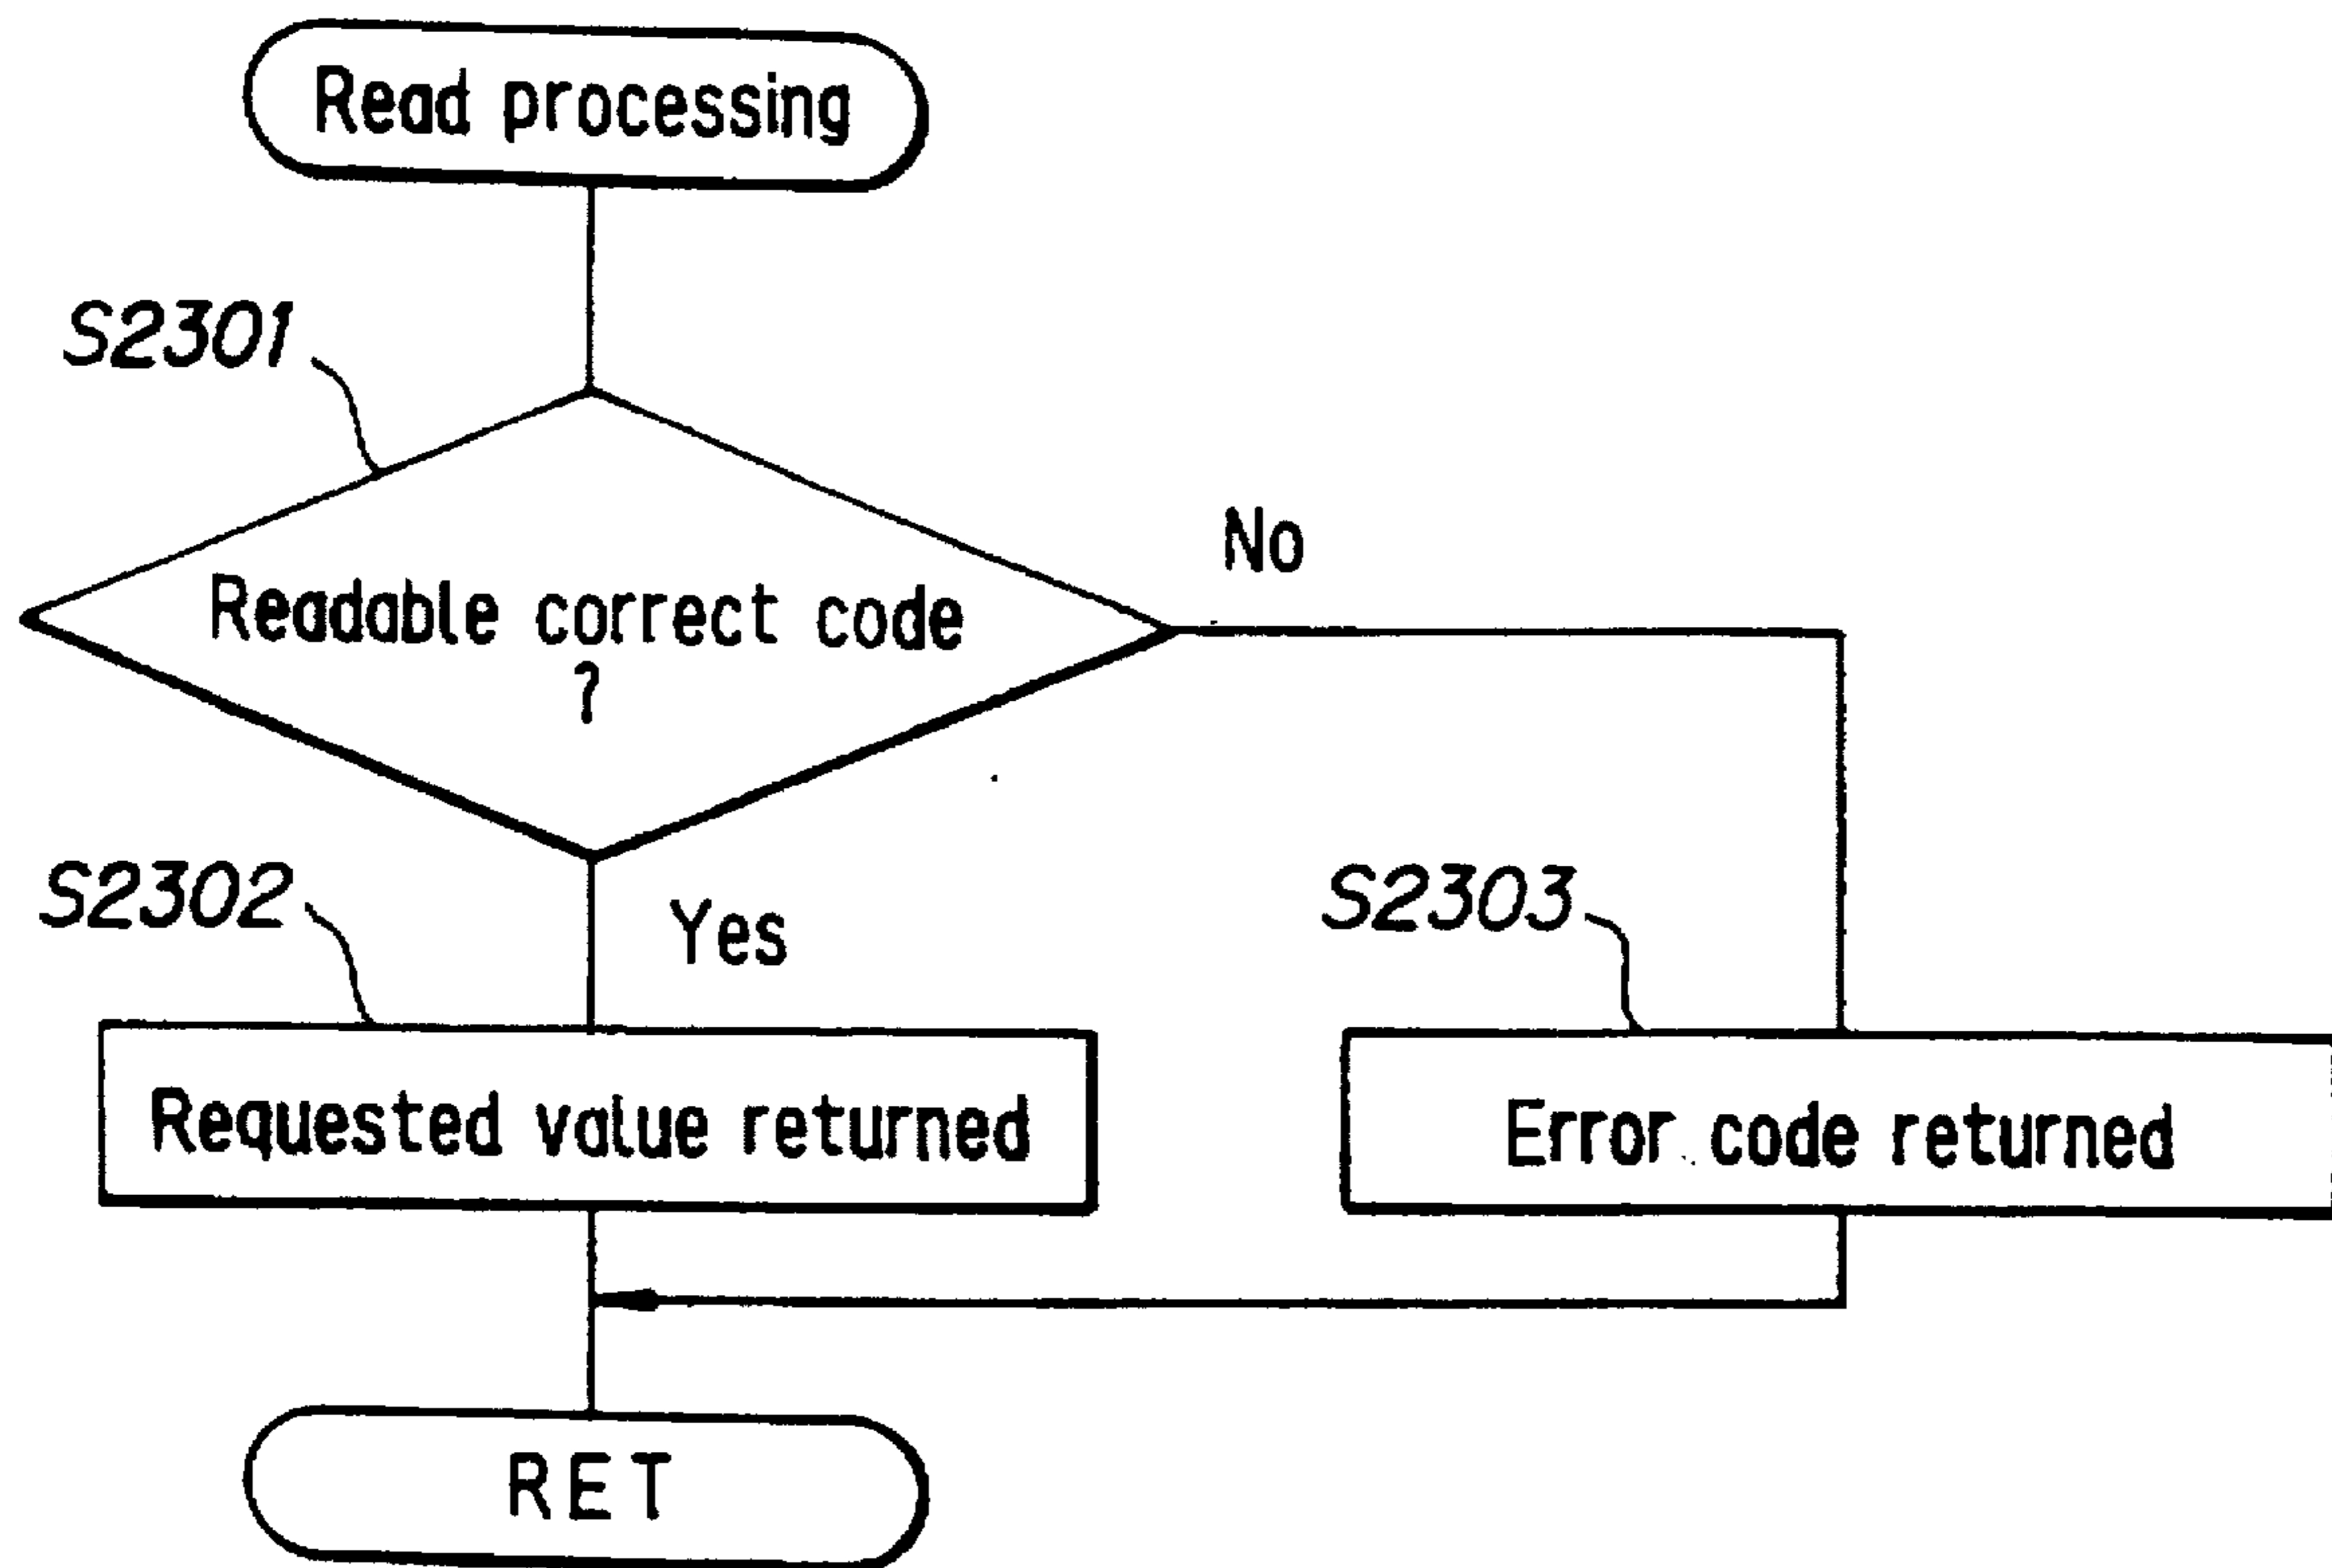 Read processing
S2301
No
Readable correct code
?
S2302
Yes
S2303
Requested value returned
Error code returned
RET